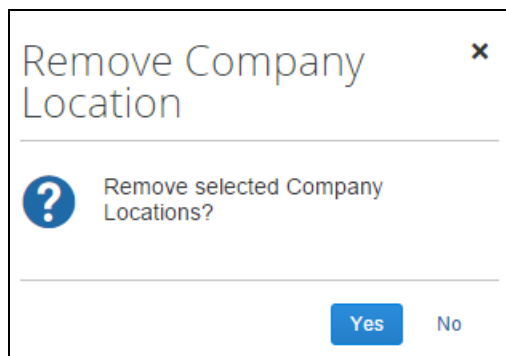 Remove Company
Location
Remove selected Company
Locations?
Yes No